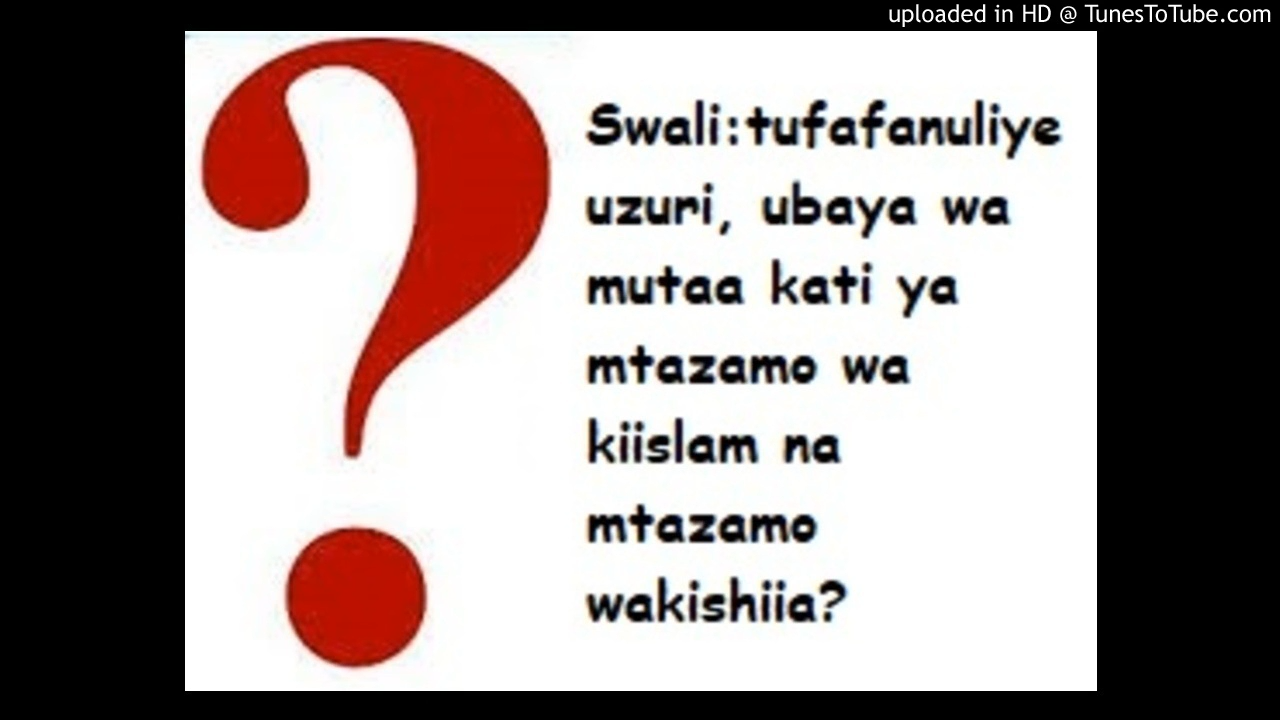 uploaded in HD @ TunesToTube.com
Swali:tufafanuliye
uzuri, ubaya wa
mutaa kati ya
mtazamo wa
kiislam na
mtazamo
wakishiia?